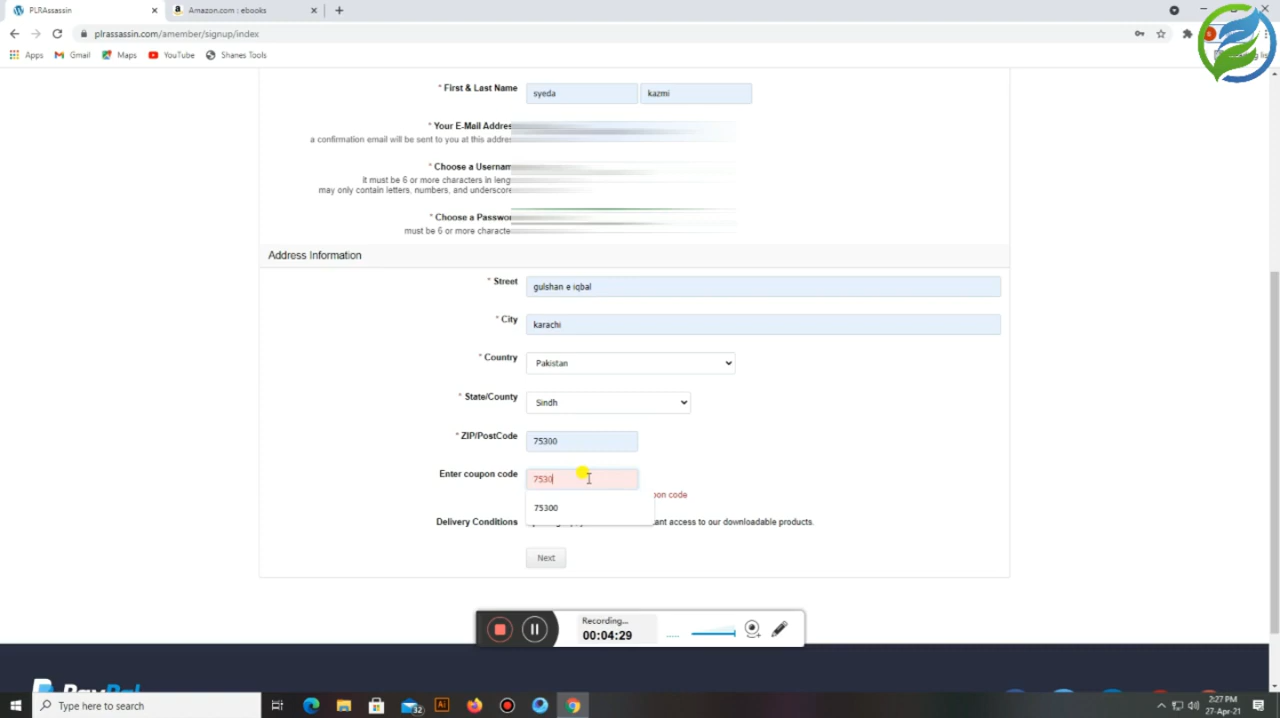 PLRAssassin
Amazon.com : ebooks
plrassassin.com/amember/signup/index
Apps
Gmail
Maps
YouTube
Shanes Tools
* First & Last Name
syeda
kazmi
* Your E-Mail Addres
a confirmation email will be sent to you at this addre
* Choose a Usernam
it must be 6 or more characters in leng
may only contain letters, numbers, and underscore
* Choose a Passwo
must be 6 or more characte
Address Information
* Street
gulshan e iqbal
* City
karachi
* Country
Pakistan
* State/County
Sindh
* ZIP/PostCode
75300
Enter coupon code
7530
pon code
75300
Delivery Conditions
ant access to our downloadable products.
Next
Recording...
00:04:29
PayPal
Type here to search
32
Ai
2:27 PM
27-Apr-21